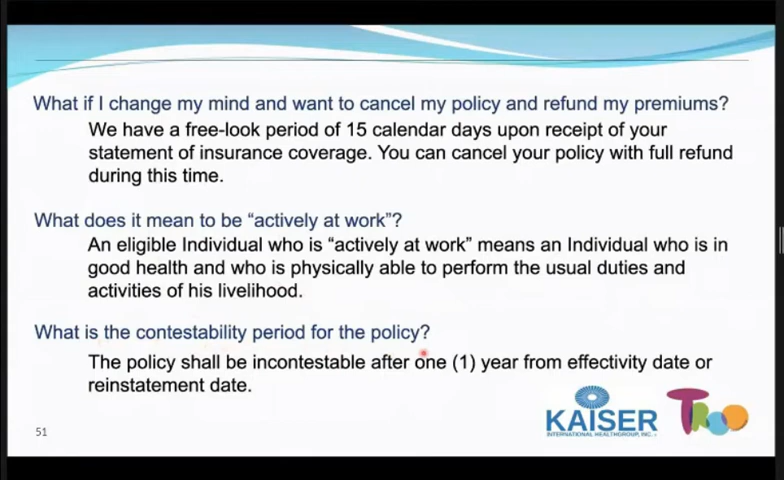 What if I change my mind and want to cancel my policy and refund my premiums?
We have a free-look period of 15 calendar days upon receipt of your
statement of insurance coverage. You can cancel your policy with full refund
during this time.
What does it mean to be “actively at work”?
An eligible Individual who is “actively at work” means an Individual who is in
good health and who is physically able to perform the usual duties and
activities of his livelihood.
What is the contestability period for the policy?
The policy shall be incontestable after one (1) year from effectivity date or
reinstatement date.
KAISER
INTERNATIONAL HEALTHGROUP, INC.
Troo
51